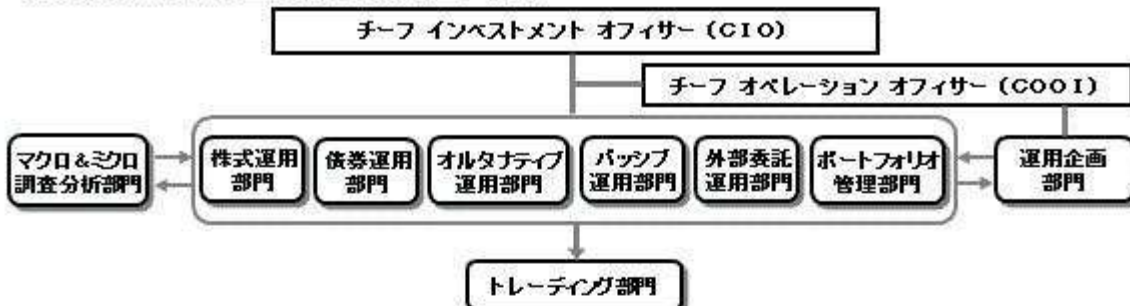 チーフ インベストメント オフィサー (CIO)
チーフ オペレーション オフィサー (COOI)
マクロ&ミクロ
調査分析部門
株式運用
部門
債券運用
部門
オルタナティブ
運用部門
パッシブ
運用部門
外部委託
運用部門
ポートフォリオ
管理部門
運用企画
部門
トレーディング部門